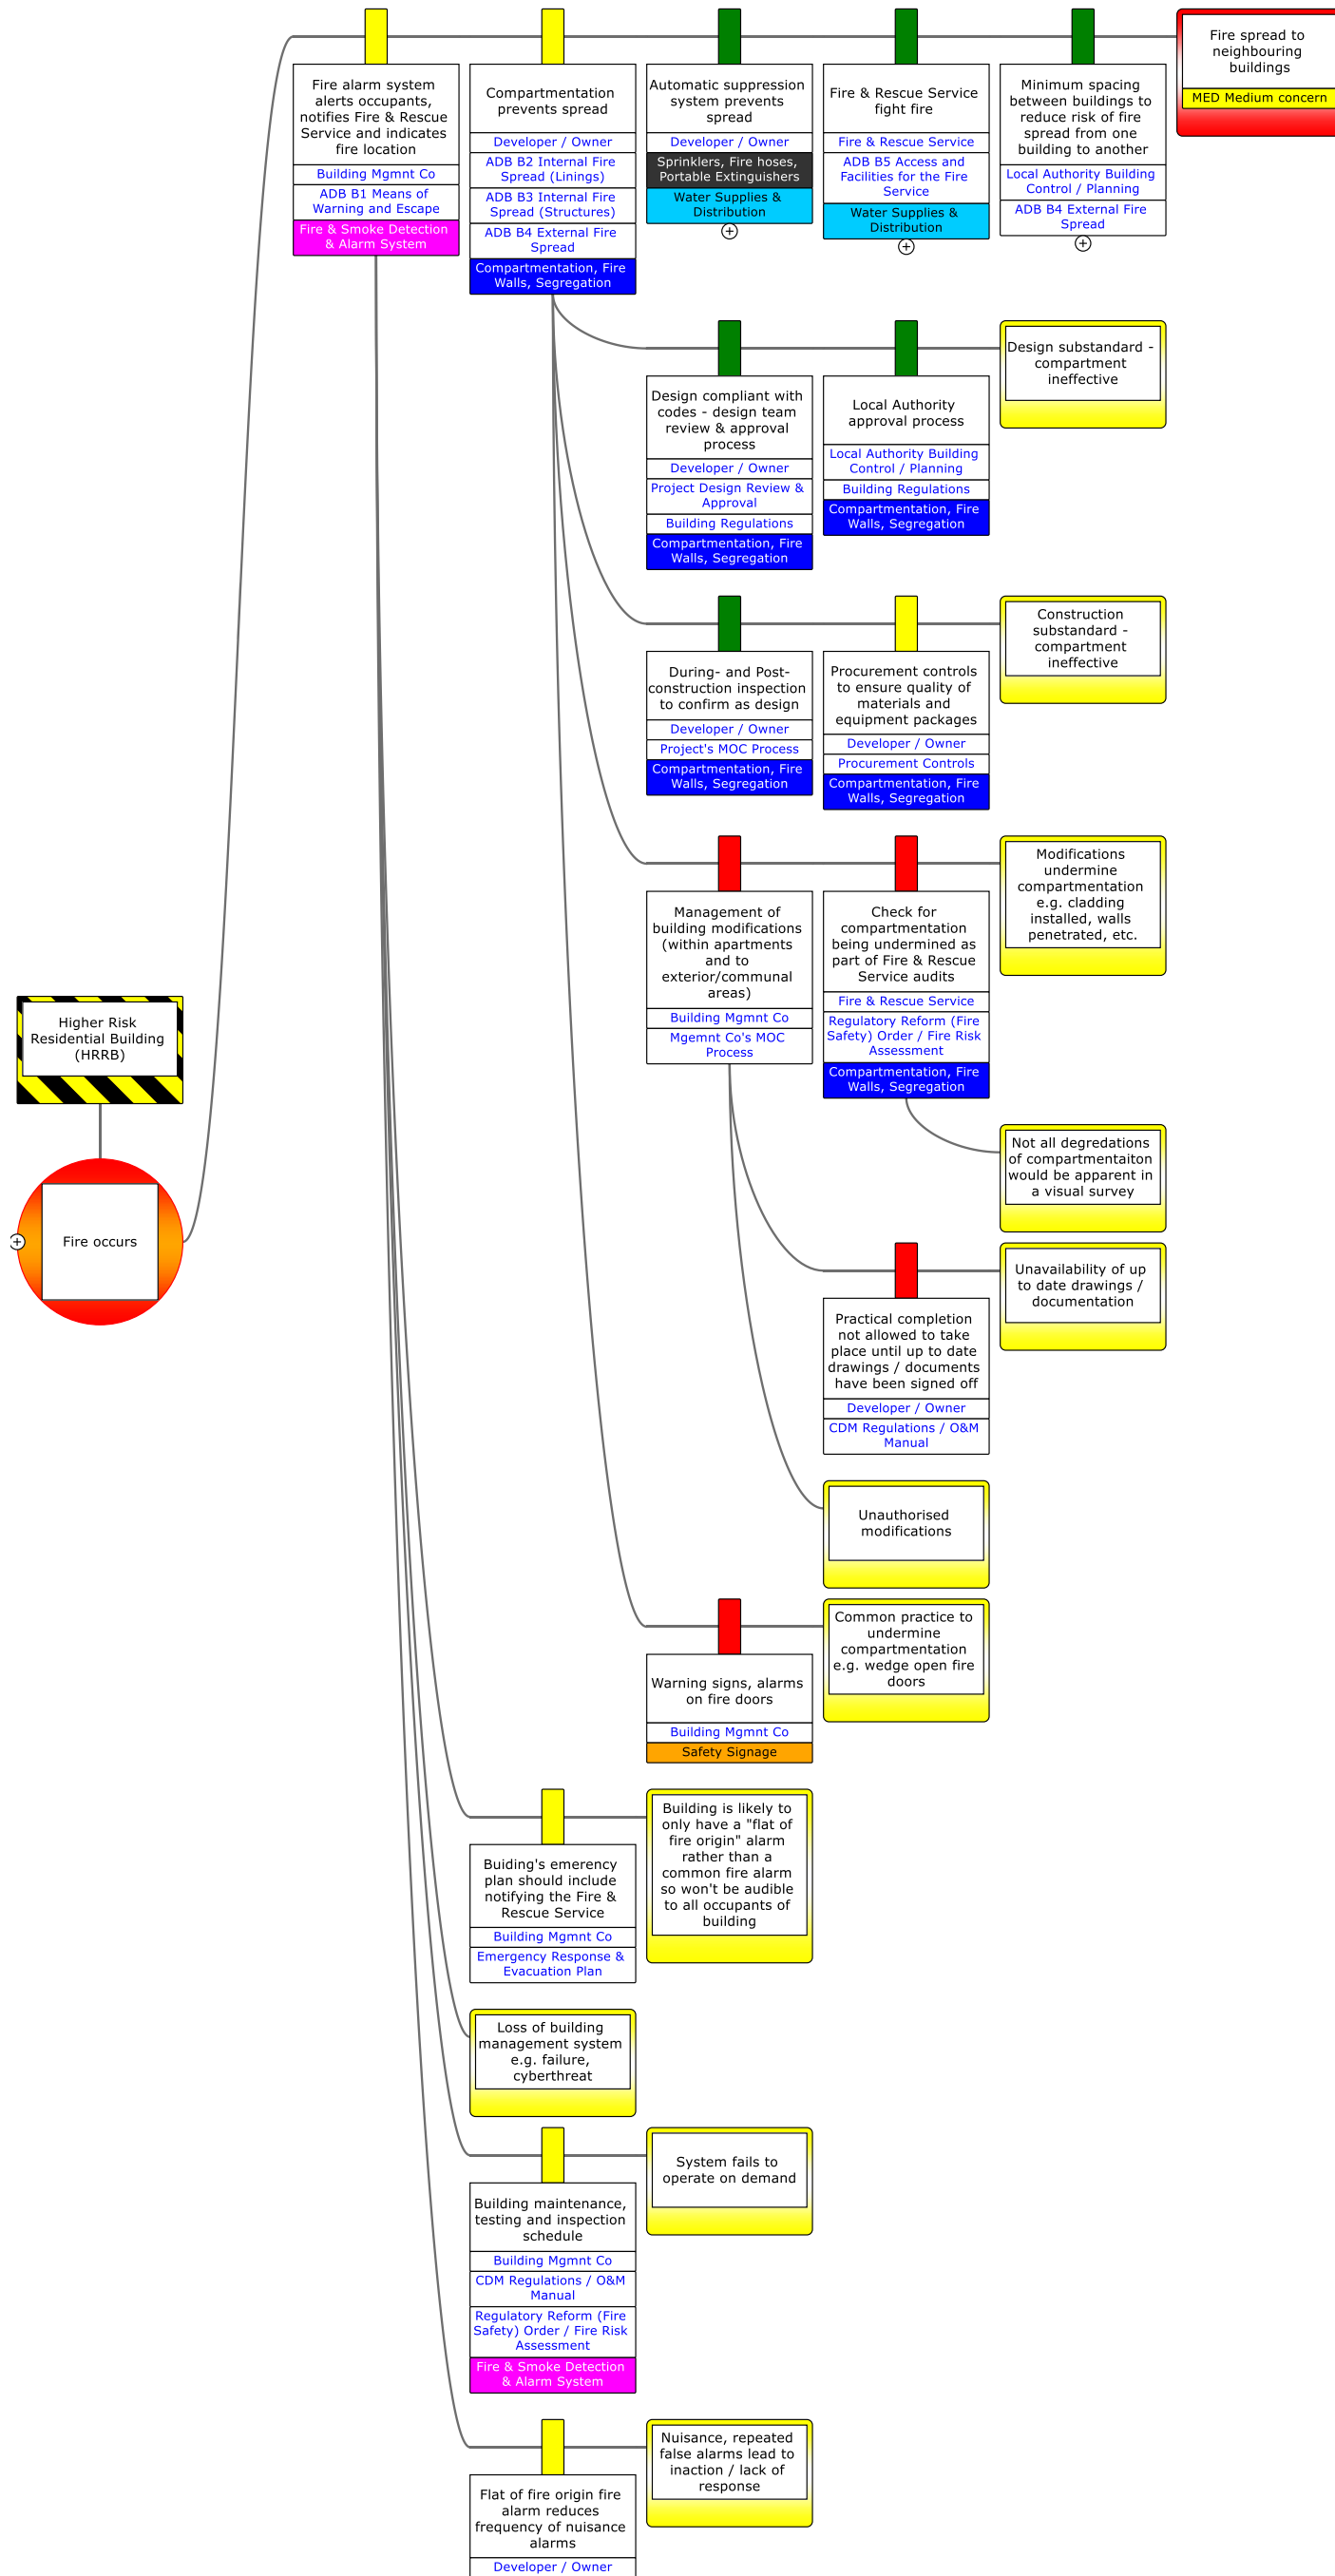 Fire alarm system
alerts occupants,
notifies Fire & Rescue
Service and indicates
fire location
Building Mgmnt Co
ADB B1 Means of
Warning and Escape
Fire & Smoke Detection
& Alarm System
Compartmentation
prevents spread
Developer / Owner
ADB B2 Internal Fire
Spread (Linings)
ADB B3 Internal Fire
Spread (Structures)
ADB B4 External Fire
Spread
Compartmentation, Fire
Walls, Segregation
Automatic suppression
system prevents
spread
Developer / Owner
Sprinklers, Fire hoses,
Portable Extinguishers
Water Supplies &
Distribution
Fire & Rescue Service
fight fire
Fire & Rescue Service
ADB B5 Access and
Facilities for the Fire
Service
Water Supplies &
Distribution
Minimum spacing
between buildings to
reduce risk of fire
spread from one
building to another
Local Authority Building
Control / Planning
ADB B4 External Fire
Spread
Fire spread to
neighbouring
buildings
MED Medium concern
Design compliant with
codes - design team
review & approval
process
Developer / Owner
Project Design Review &
Approval
Building Regulations
Compartmentation, Fire
Walls, Segregation
Local Authority
approval process
Local Authority Building
Control / Planning
Building Regulations
Compartmentation, Fire
Walls, Segregation
Design substandard -
compartment
ineffective
During- and Post-
construction inspection
to confirm as design
Developer / Owner
Project's MOC Process
Compartmentation, Fire
Walls, Segregation
Procurement controls
to ensure quality of
materials and
equipment packages
Developer / Owner
Procurement Controls
Compartmentation, Fire
Walls, Segregation
Construction
substandard -
compartment
ineffective
Management of
building modifications
(within apartments
and to
exterior/communal
areas)
Building Mgmnt Co
Mgemnt Co's MOC
Process
Check for
compartmentation
being undermined as
part of Fire & Rescue
Service audits
Fire & Rescue Service
Regulatory Reform (Fire
Safety) Order / Fire Risk
Assessment
Compartmentation, Fire
Walls, Segregation
Modifications
undermine
compartmentation
e.g. cladding
installed, walls
penetrated, etc.
Higher Risk
Residential Building
(HRRB)
Fire occurs
Not all degredations
of compartmentaiton
would be apparent in
a visual survey
Practical completion
not allowed to take
place until up to date
drawings / documents
have been signed off
Developer / Owner
CDM Regulations / O&M
Manual
Unavailability of up
to date drawings /
documentation
Unauthorised
modifications
Warning signs, alarms
on fire doors
Building Mgmnt Co
Safety Signage
Common practice to
undermine
compartmentation
e.g. wedge open fire
doors
Buiding's emerency
plan should include
notifying the Fire &
Rescue Service
Building Mgmnt Co
Emergency Response &
Evacuation Plan
Building is likely to
only have a "flat of
fire origin" alarm
rather than a
common fire alarm
so won't be audible
to all occupants of
building
Loss of building
management system
e.g. failure,
cyberthreat
Building maintenance,
testing and inspection
schedule
Building Mgmnt Co
CDM Regulations / O&M
Manual
Regulatory Reform (Fire
Safety) Order / Fire Risk
Assessment
Fire & Smoke Detection
& Alarm System
System fails to
operate on demand
Flat of fire origin fire
alarm reduces
frequency of nuisance
alarms
Developer / Owner
Nuisance, repeated
false alarms lead to
inaction / lack of
response